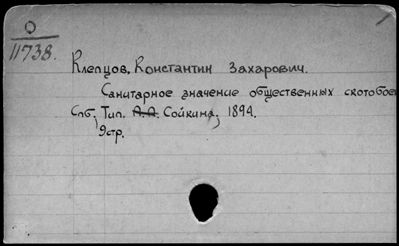 О
11738.
Клепцов, Константин Захарович.
Санитарное значение общественных скотобоен
Спб, Тип. А.А. Сойкина, 1894.
9стр.